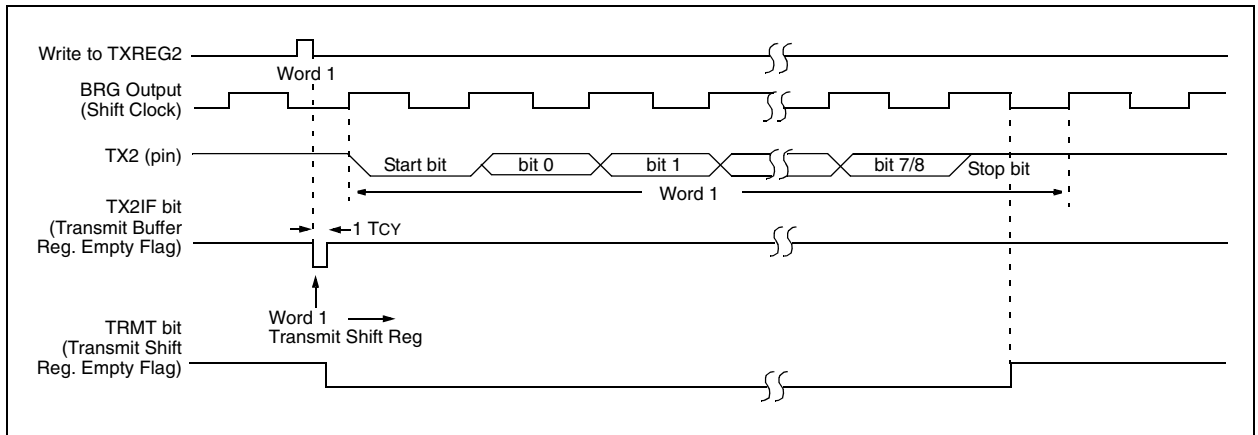 Write to TXREG2
Word 1
BRG Output
(Shift Clock)
TX2 (pin)
Start bit
bit 0
bit 1
bit 7/8
Stop bit
Word 1
TX2IF bit
(Transmit Buffer
Reg. Empty Flag)
1 TCY
Word 1
Transmit Shift Reg
TRMT bit
(Transmit Shift
Reg. Empty Flag)